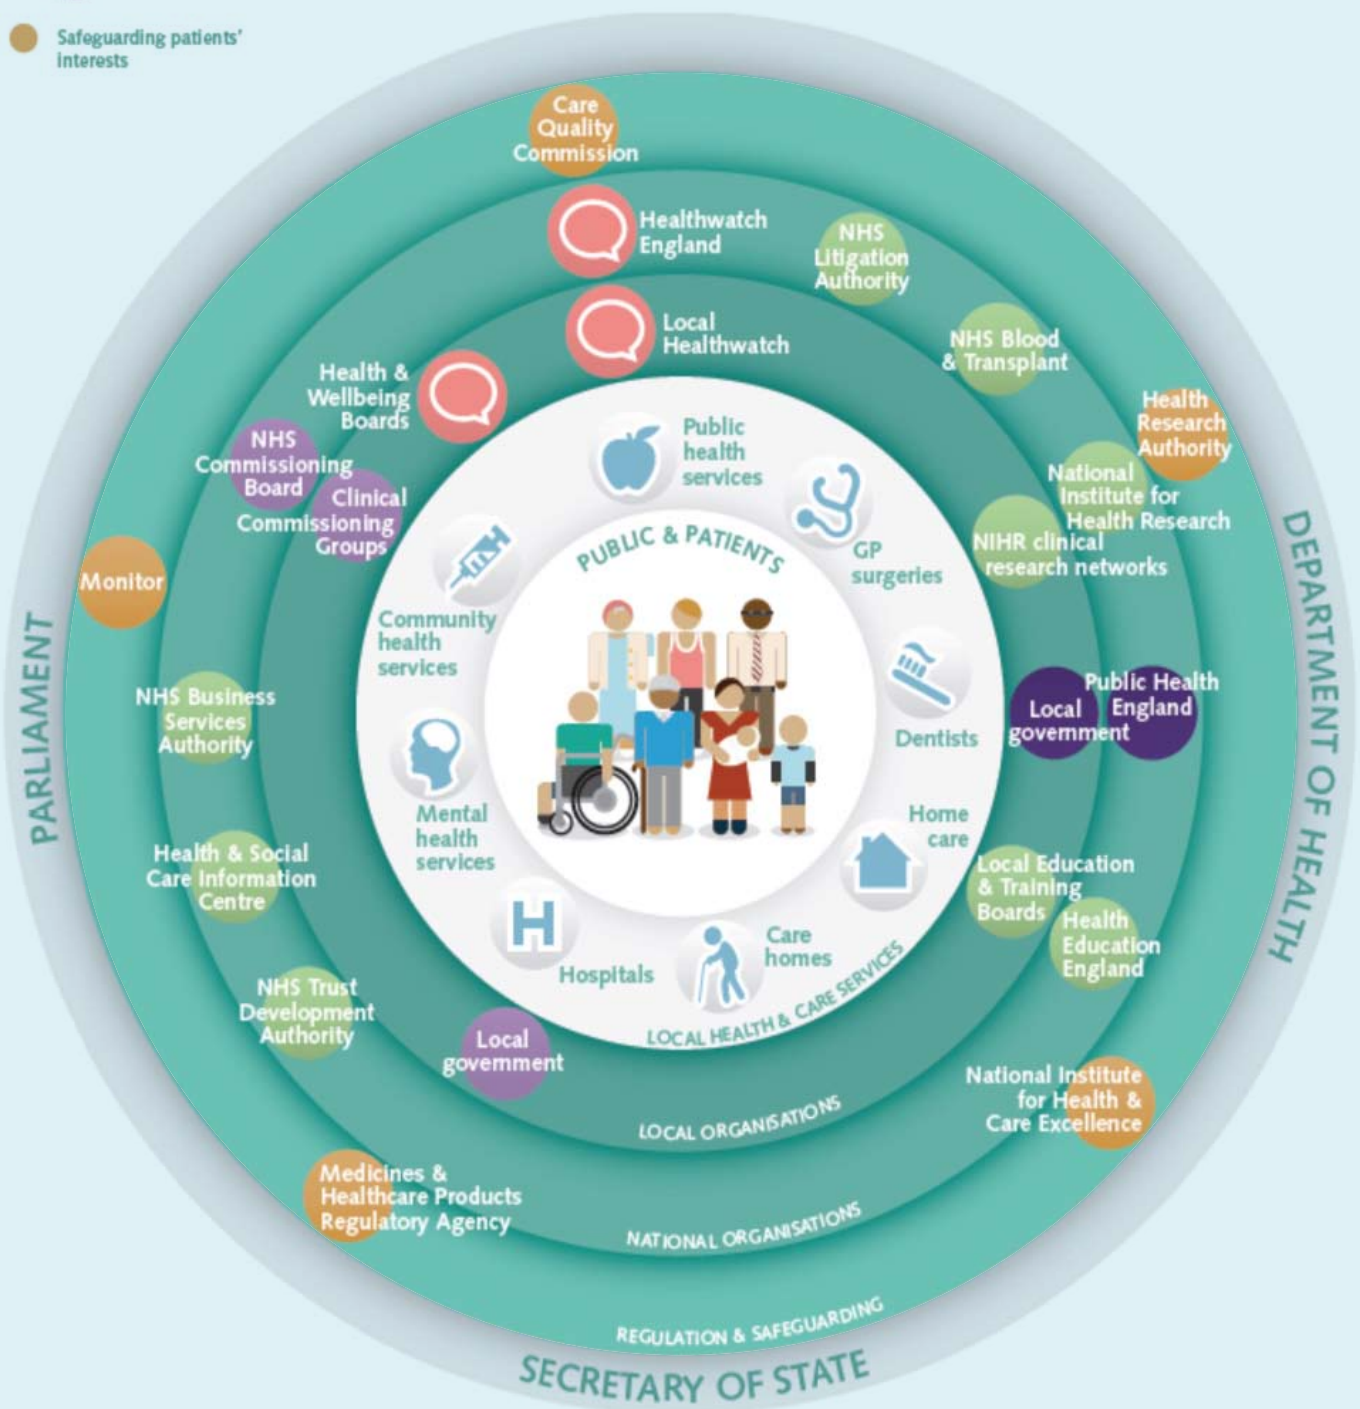 Safeguarding patients'
interests
Care
Quality
Commission
Healthwatch
England
NHS
Litigation
Authority
Local
Healthwatch
NHS Blood
& Transplant
Health &
Wellbeing
Boards
Health
Research
Authority
NHS
Commissioning
Board
Clinical
Commissioning
Groups
National
Institute for
Health Research
NIHR clinical
research networks
Public
health
services
GP
surgeries
PUBLIC & PATIENTS
Monitor
Community
health
services
Dentists
Local
government
Public Health
England
NHS Business
Services
Authority
Mental
health
services
Home
care
Health & Social
Care Information
Centre
Local Education
& Training
Boards
Health
Education
England
H
Hospitals
Care
homes
NHS Trust
Development
Authority
Local
government
LOCAL HEALTH & CARE SERVICES
National Institute
for Health &
Care Excellence
LOCAL ORGANISATIONS
Medicines &
Healthcare Products
Regulatory Agency
NATIONAL ORGANISATIONS
REGULATION & SAFEGUARDING
PARLIAMENT
DEPARTMENT OF HEALTH
SECRETARY OF STATE